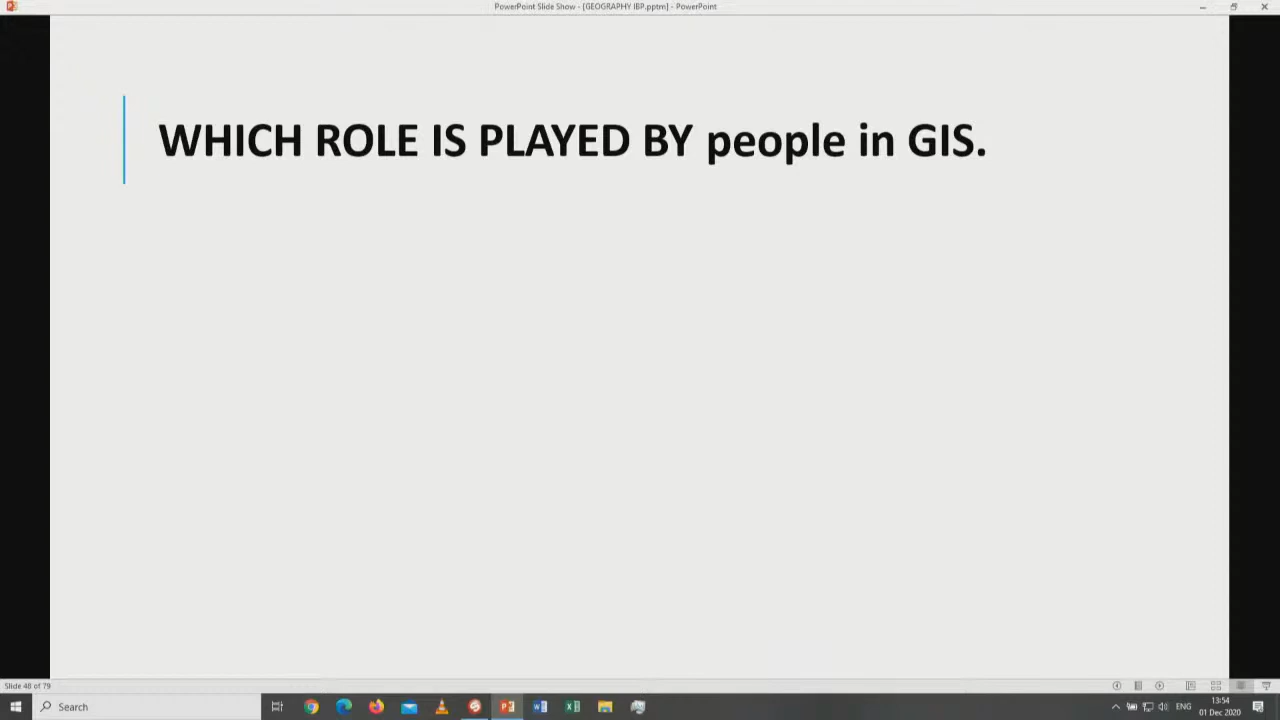 PowerPoint Slide Show - [GEOGRAPHY IBP.pptm] - PowerPoint
WHICH ROLE IS PLAYED BY people in GIS.
Slide 40 of 79
Search
ENG
13:54
01 Dec 2020